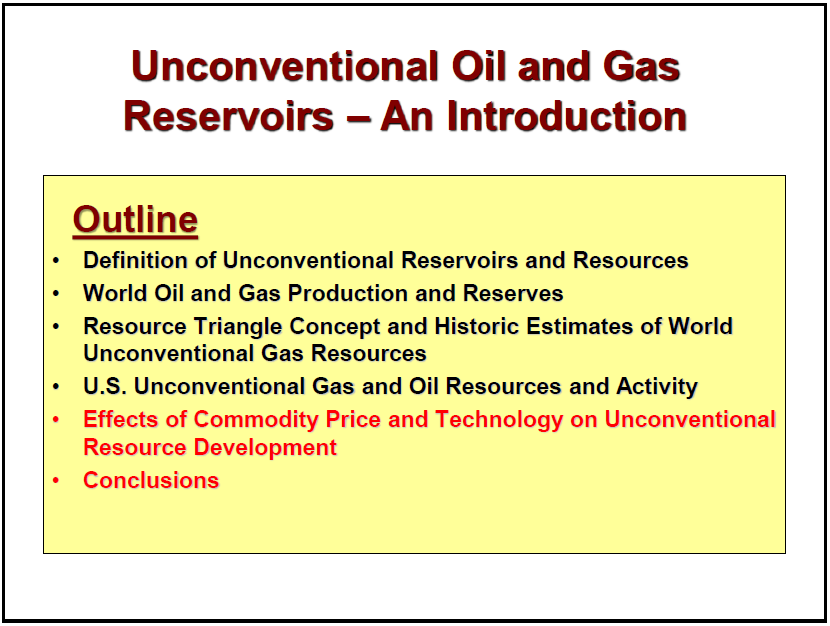 Unconventional Oil and Gas
Reservoirs – An Introduction
Outline
• Definition of Unconventional Reservoirs and Resources
• World Oil and Gas Production and Reserves
• Resource Triangle Concept and Historic Estimates of World
Unconventional Gas Resources
• U.S. Unconventional Gas and Oil Resources and Activity
• Effects of Commodity Price and Technology on Unconventional
Resource Development
• Conclusions